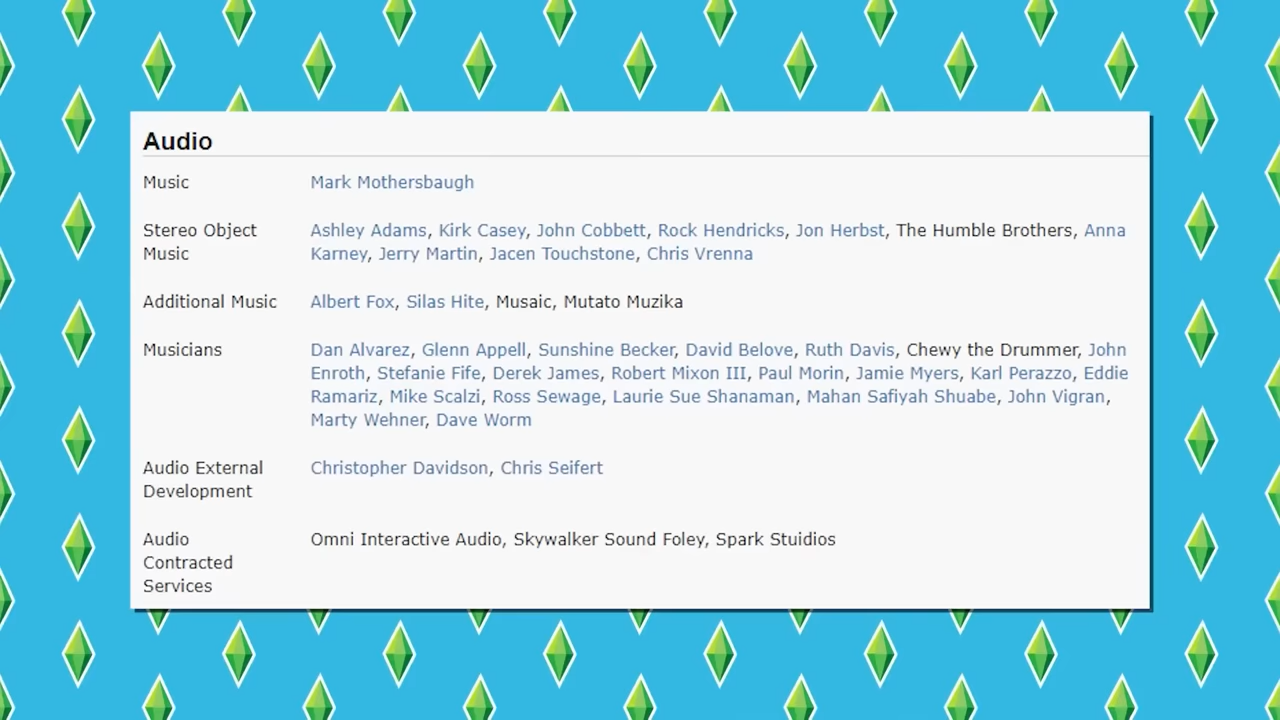 Audio
Music
Mark Mothersbaugh
Stereo Object
Music
Ashley Adams, Kirk Casey, John Cobbett, Rock Hendricks, Jon Herbst, The Humble Brothers, Anna
Karney, Jerry Martin, Jacen Touchstone, Chris Vrenna
Additional Music
Albert Fox, Silas Hite, Musaic, Mutato Muzika
Musicians
Dan Alvarez, Glenn Appell, Sunshine Becker, David Belove, Ruth Davis, Chewy the Drummer, John
Enroth, Stefanie Fife, Derek James, Robert Mixon III, Paul Morin, Jamie Myers, Karl Perazzo, Eddie
Ramariz, Mike Scalzi, Ross Sewage, Laurie Sue Shanaman, Mahan Safiyah Shuabe, John Vigran,
Marty Wehner, Dave Worm
Audio External
Development
Christopher Davidson, Chris Seifert
Audio
Contracted
Services
Omni Interactive Audio, Skywalker Sound Foley, Spark Stuidios